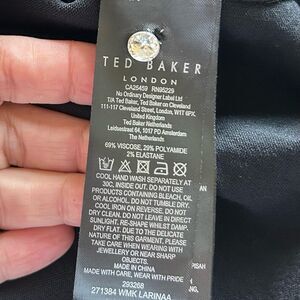 TED BAKER
LONDON
CA25459 RN95229
No Ordinary Designer Label Ltd
T/A Ted Baker, Ted Baker on Cleveland
111-117 Cleveland Street, London, W1T 6PX,
United Kingdom
Ted Baker Netherlands
Leidsestraat 64, 1017 PD Amsterdam
The Netherlands
69% VISCOSE, 29% POLYAMIDE
2% ELASTANE
COOL HAND WASH SEPARATELY AT
30C, INSIDE OUT. DO NOT USE
PRODUCTS CONTAINING BLEACH, OIL
OR ALCOHOL. DO NOT TUMBLE DRY.
COOL IRON ON REVERSE. DO NOT
DRY CLEAN. DO NOT LEAVE IN DIRECT
SUNLIGHT. RE-SHAPE WHILST DAMP.
DRY FLAT. DUE TO THE DELICATE
NATURE OF THIS GARMENT, PLEASE
TAKE CARE WHEN WEARING WITH
JEWELLERY OR NEAR SHARP
OBJECTS.
MADE IN CHINA
MADE WITH CARE, WEAR WITH PRIDE
293268
271384 WMK LARINAA